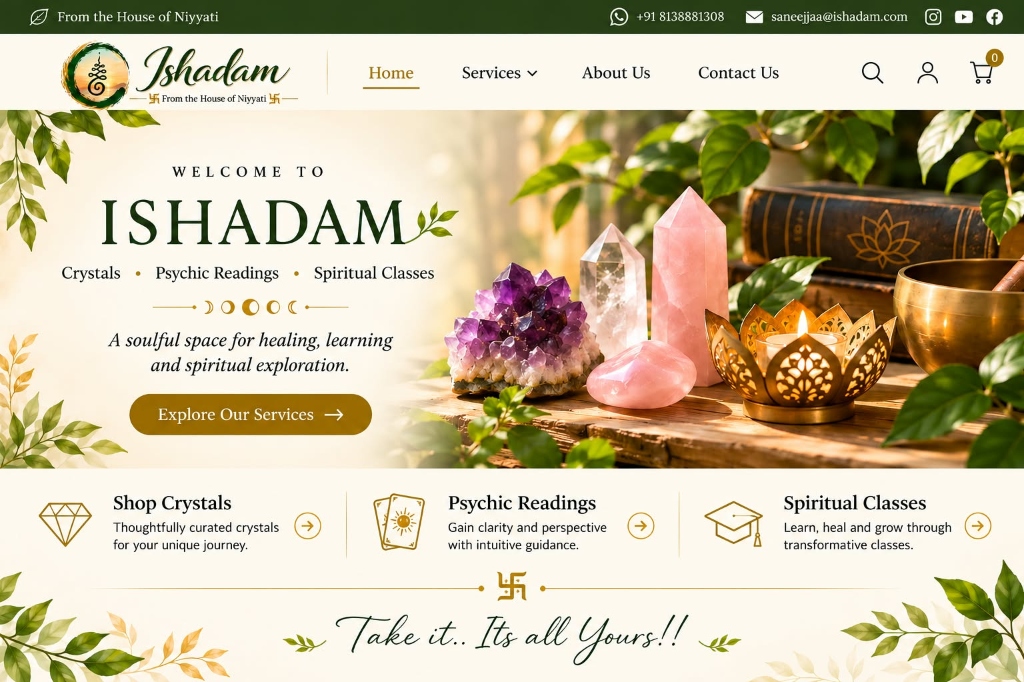 From the House of Niyyati
+91 8138881308
saneejjaa@ishadam.com
Ishadam
From the House of Niyyati
Home
Services
About Us
Contact Us
0
WELCOME TO
ISHADAM
Crystals • Psychic Readings • Spiritual Classes
A soulful space for healing, learning
and spiritual exploration.
Explore Our Services →
Shop Crystals
Thoughtfully curated crystals
for your unique journey.
Psychic Readings
Gain clarity and perspective
with intuitive guidance.
Spiritual Classes
Learn, heal and grow through
transformative classes.
Take it.. Its all Yours!!